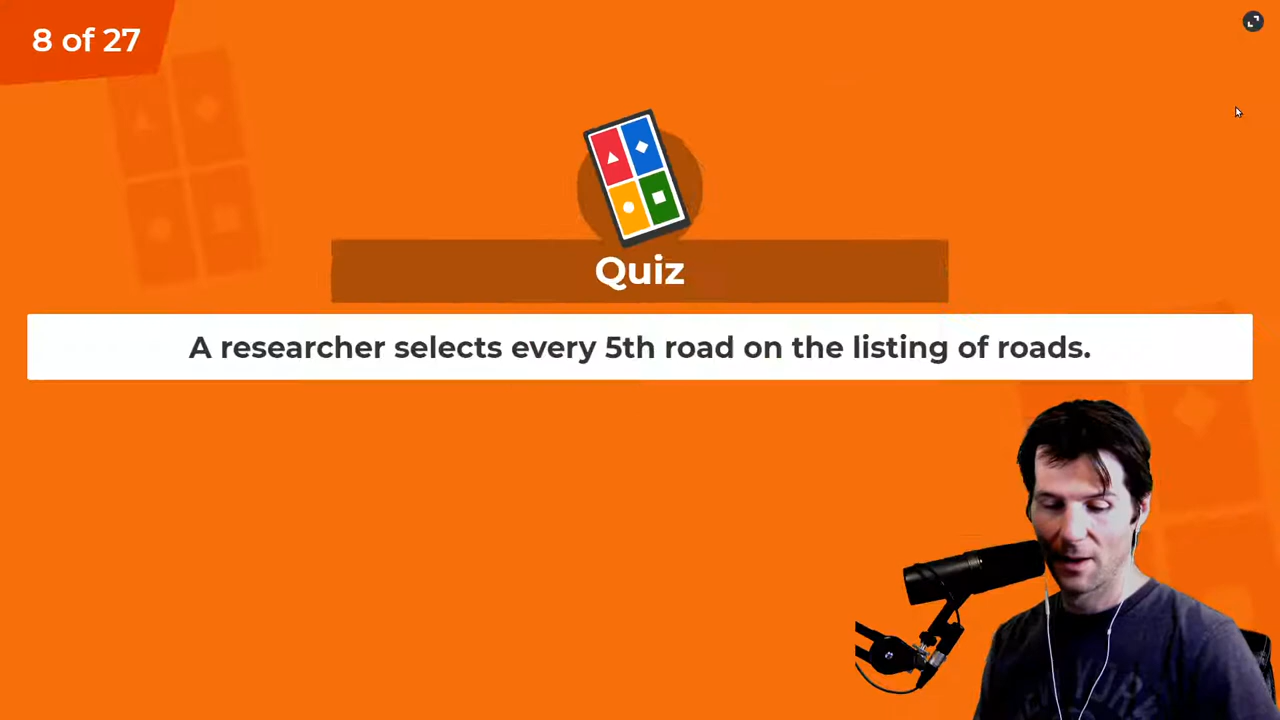 8 of 27
Quiz
A researcher selects every 5th road on the listing of roads.